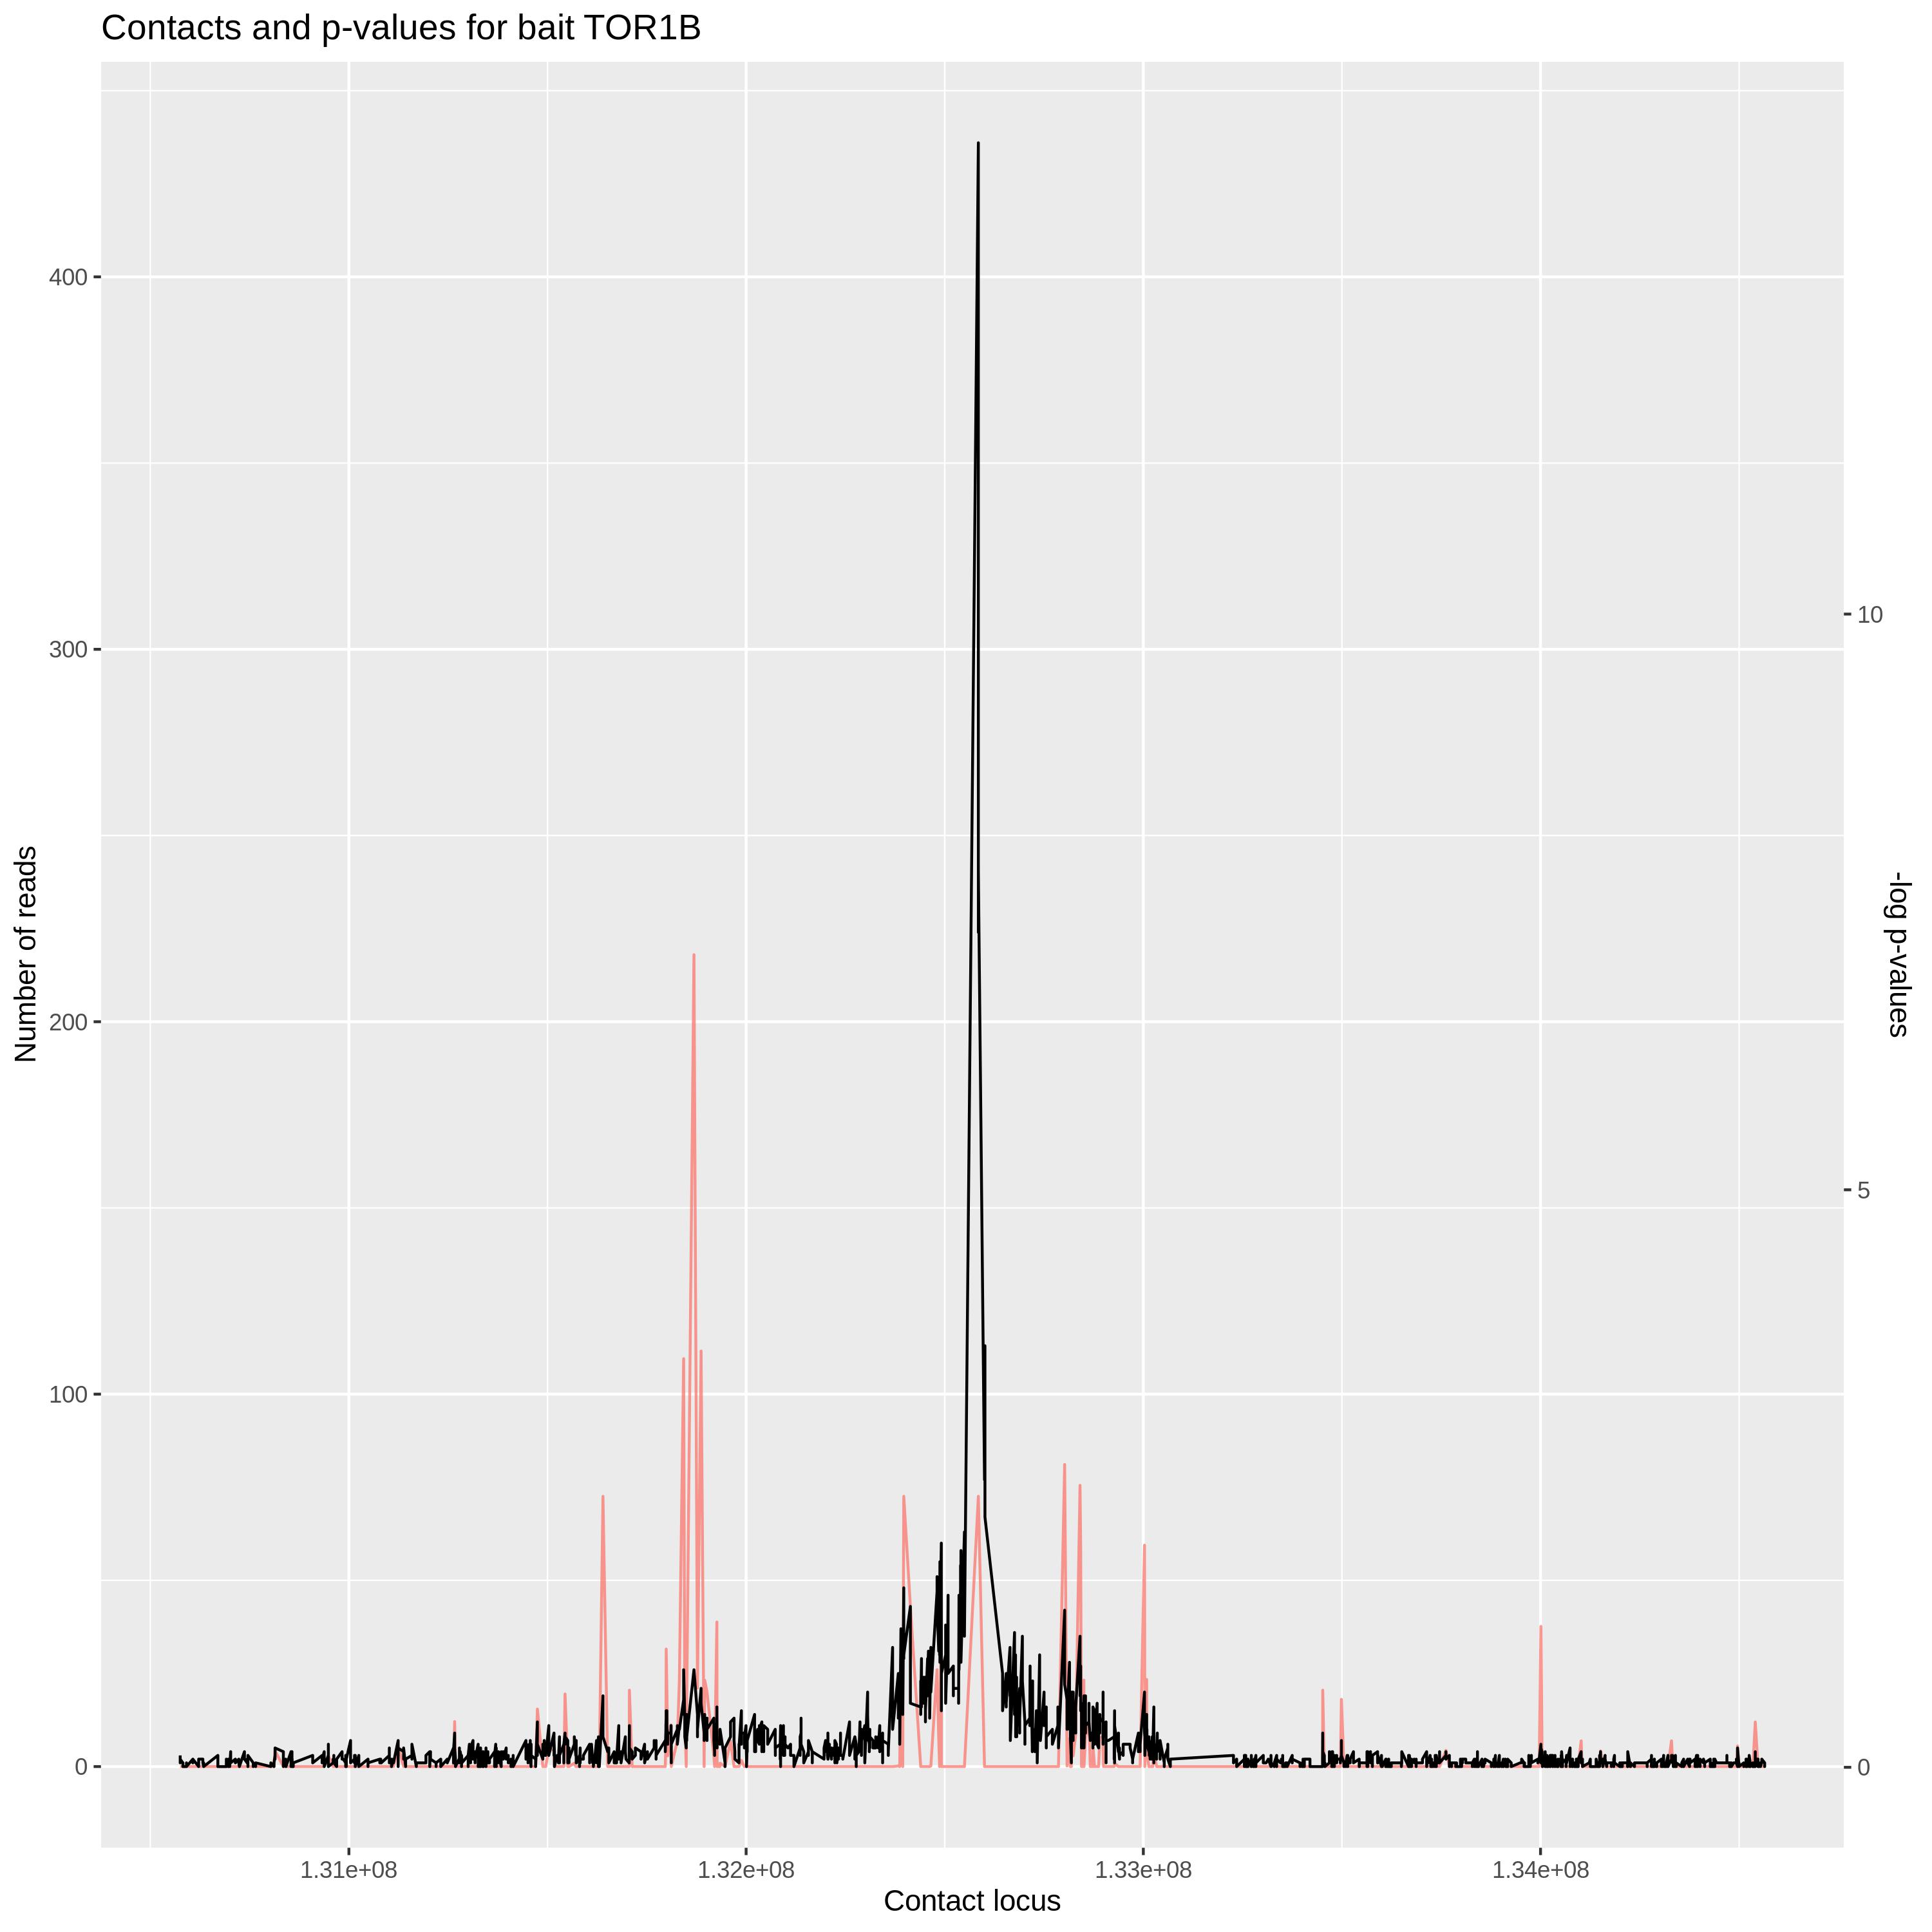 Contacts and p-values for bait TOR1B
400
300
200
100
0
Number of reads
10
5
0
-log p-values
1.31e+08
1.32e+08
1.33e+08
1.34e+08
Contact locus